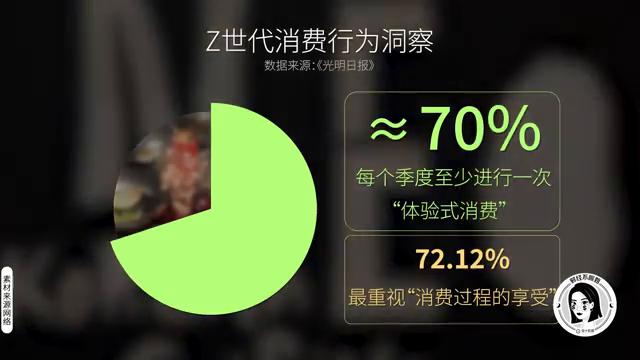 Z世代消费行为洞察
数据来源:《光明日报》
≈70%
每个季度至少进行一次
“体验式消费”
72.12%
最重视“消费过程的享受”
素材来源网络